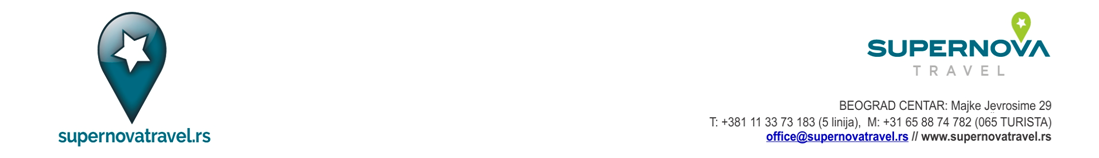 supernovatravel.rs
SUPERNOVA
TRAVEL
BEOGRAD CENTAR: Majke Jevrosime 29
T: +381 11 33 73 183 (5 linija), M: +31 65 88 74 782 (065 TURISTA)
office@supernovatravel.rs // www.supernovatravel.rs